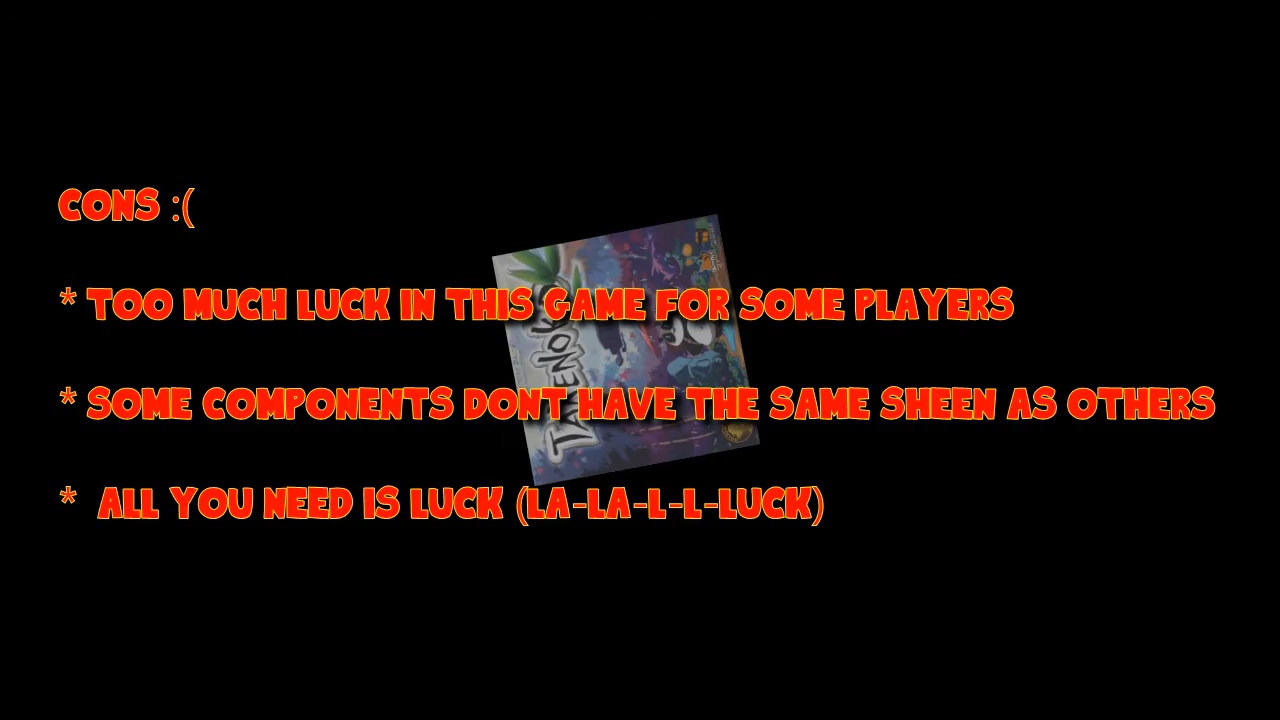 CONS :(
* TOO MUCH LUCK IN THIS GAME FOR SOME PLAYERS
* SOME COMPONENTS DONT HAVE THE SAME SHEEN AS OTHERS
* ALL YOU NEED IS LUCK (LA-LA-L-L-LUCK)